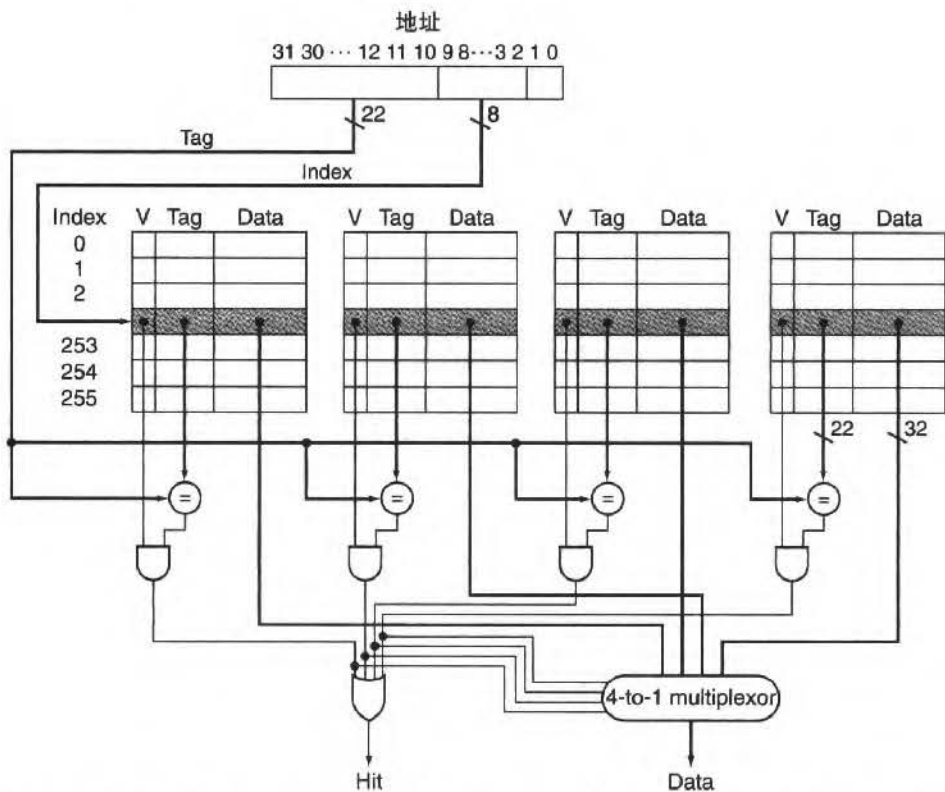 地址
31 30 ··· 12 11 10 9 8···3 2 1 0
22
8
Tag
Index
Index V Tag Data V Tag Data V Tag Data V Tag Data
0
1
2
253
254
255
22
32
= = = =
4-to-1 multiplexor
Hit
Data